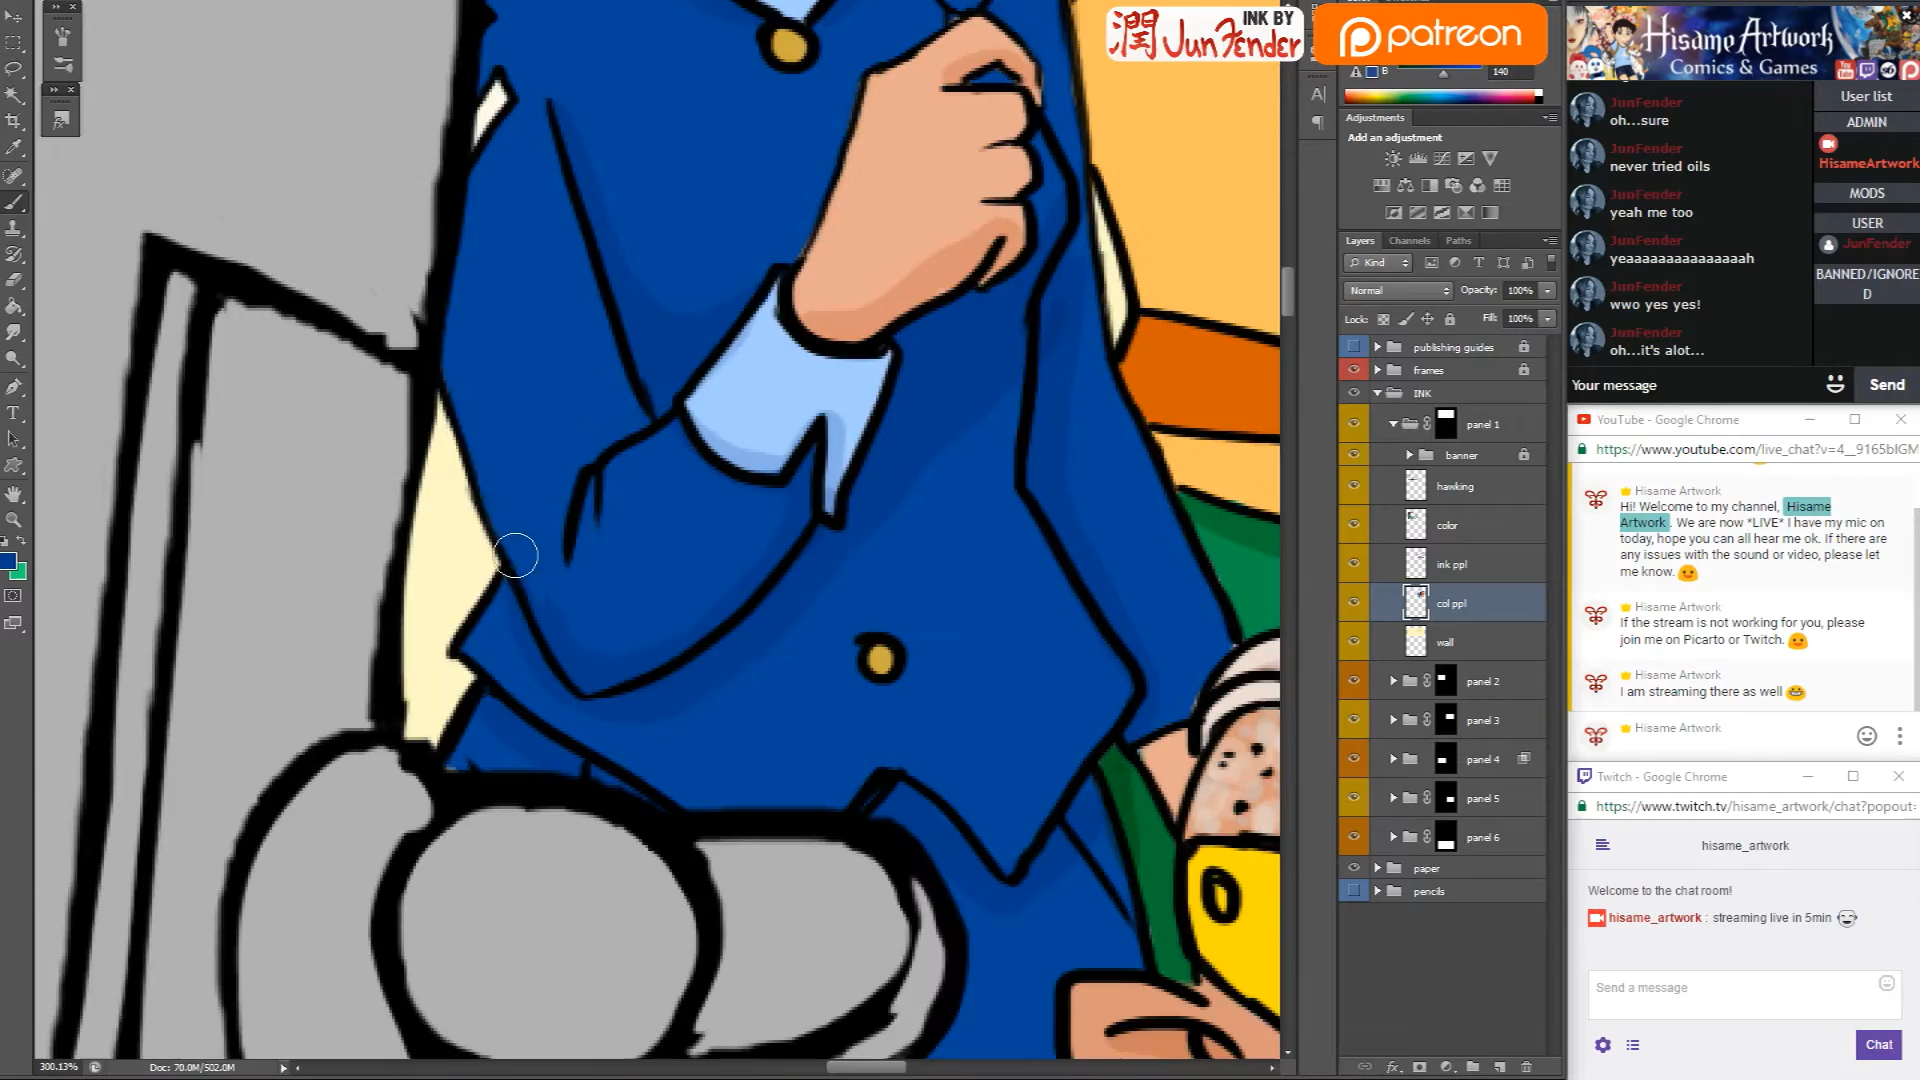 潤 JunFender
INK BY
patreon
Hisame Artwork
Comics & Games
B
140
Adjustments
Add an adjustment
Layers
Channels
Paths
Kind
Normal
Opacity:
100%
Lock:
Fill:
100%
publishing guides
frames
INK
panel 1
banner
hawking
color
ink ppl
col ppl
wall
panel 2
panel 3
panel 4
panel 5
panel 6
paper
pencils
300.13%
Doc: 70.0M/502.0M
JunFender
oh...sure
JunFender
never tried oils
JunFender
yeah me too
JunFender
yeaaaaaaaaaaaaaaah
JunFender
wwo yes yes!
JunFender
oh...it's alot...
User list
ADMIN
HisameArtwork
MODS
USER
JunFender
BANNED/IGNORE
D
Your message
Send
YouTube - Google Chrome
https://www.youtube.com/live_chat?v=4__9165bIGM
Hisame Artwork
Hi! Welcome to my channel, Hisame
Artwork. We are now *LIVE* I have my mic on
today, hope you can all hear me ok. If there are
any issues with the sound or video, please let
me know.
Hisame Artwork
If the stream is not working for you, please
join me on Picarto or Twitch.
Hisame Artwork
I am streaming there as well
Hisame Artwork
Twitch - Google Chrome
https://www.twitch.tv/hisame_artwork/chat?popout=
hisame_artwork
Welcome to the chat room!
hisame_artwork : streaming live in 5min
Send a message
Chat